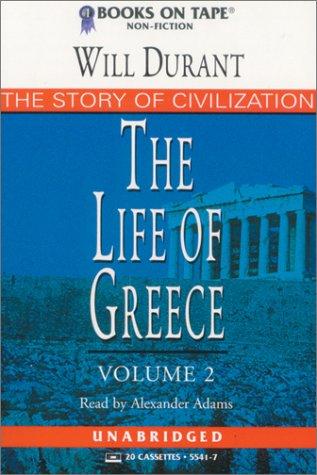 #1 BOOKS ON TAPE®
NON-FICTION
WILL DURANT
THE STORY OF CIVILIZATION
THE
LIFE OF
GREECE
VOLUME 2
Read by Alexander Adams
UNABRIDGED
20 CASSETTES • 5541-7